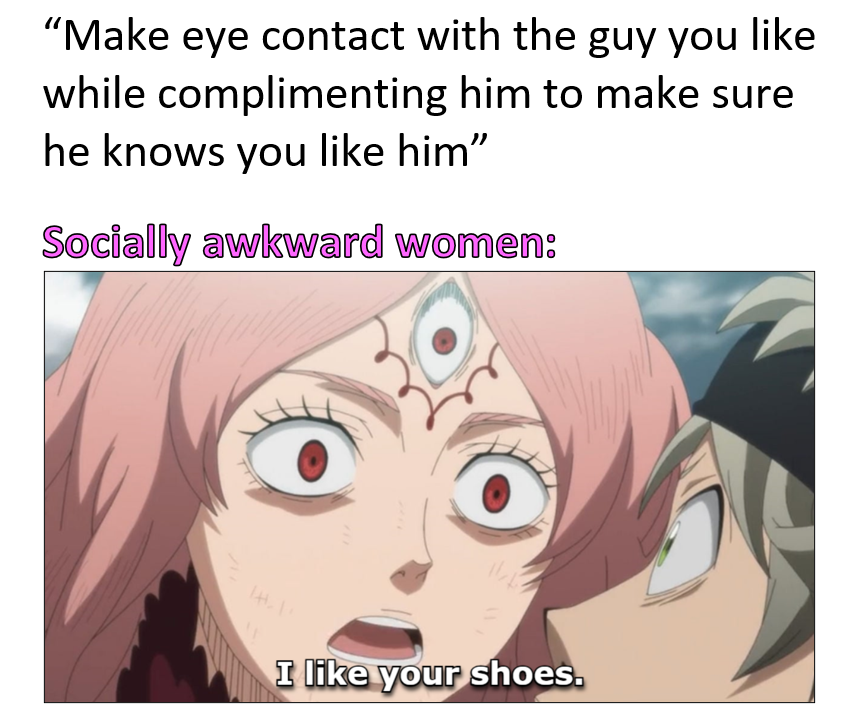 “Make eye contact with the guy you like
while complimenting him to make sure
he knows you like him”
Socially awkward women:
I like your shoes.